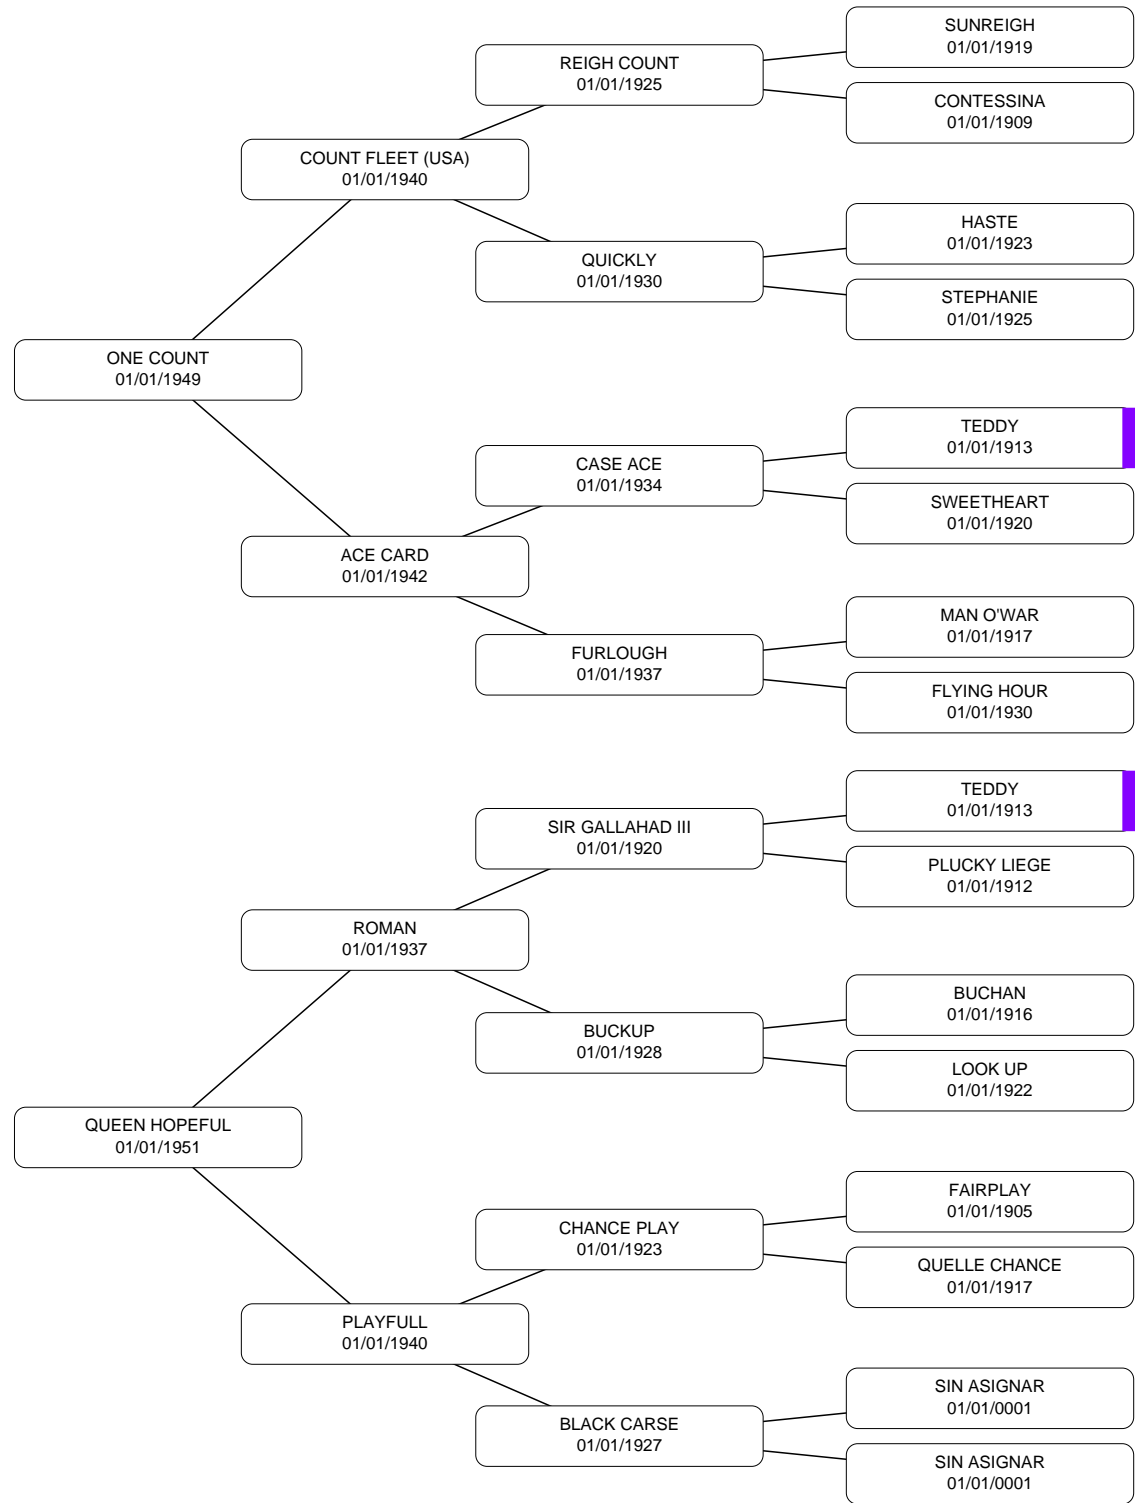 SUNREIGH
01/01/1919
REIGH COUNT
01/01/1925
CONTESSINA
01/01/1909
COUNT FLEET (USA)
01/01/1940
HASTE
01/01/1923
QUICKLY
01/01/1930
STEPHANIE
01/01/1925
ONE COUNT
01/01/1949
TEDDY
01/01/1913
CASE ACE
01/01/1934
SWEETHEART
01/01/1920
ACE CARD
01/01/1942
MAN O'WAR
01/01/1917
FURLOUGH
01/01/1937
FLYING HOUR
01/01/1930
TEDDY
01/01/1913
SIR GALLAHAD III
01/01/1920
PLUCKY LIEGE
01/01/1912
ROMAN
01/01/1937
BUCHAN
01/01/1916
BUCKUP
01/01/1928
LOOK UP
01/01/1922
QUEEN HOPEFUL
01/01/1951
FAIRPLAY
01/01/1905
CHANCE PLAY
01/01/1923
QUELLE CHANCE
01/01/1917
PLAYFULL
01/01/1940
SIN ASIGNAR
01/01/0001
BLACK CARSE
01/01/1927
SIN ASIGNAR
01/01/0001